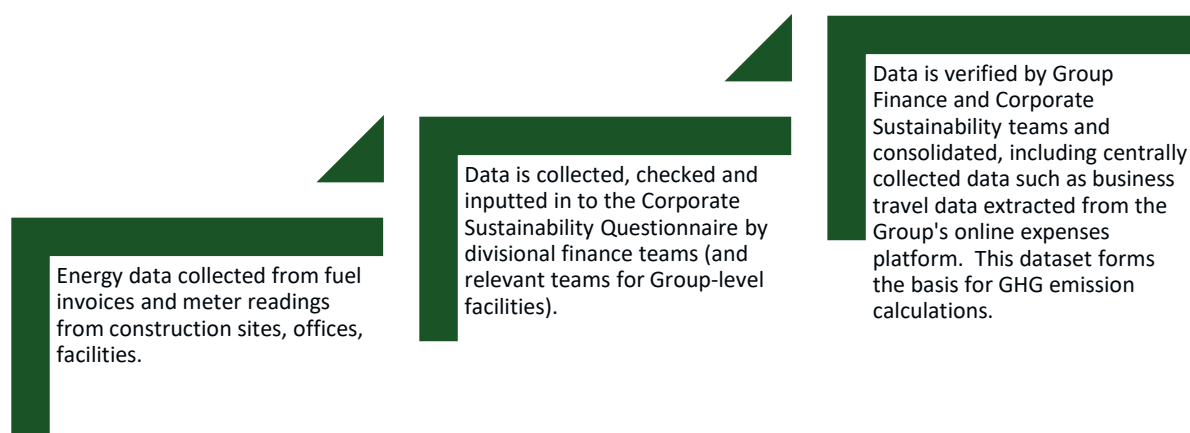 Energy data collected from fuel
invoices and meter readings
from construction sites, offices,
facilities.
Data is collected, checked and
inputted in to the Corporate
Sustainability Questionnaire by
divisional finance teams (and
relevant teams for Group-level
facilities).
Data is verified by Group
Finance and Corporate
Sustainability teams and
consolidated, including centrally
collected data such as business
travel data extracted from the
Group's online expenses
platform.  This dataset forms
the basis for GHG emission
calculations.